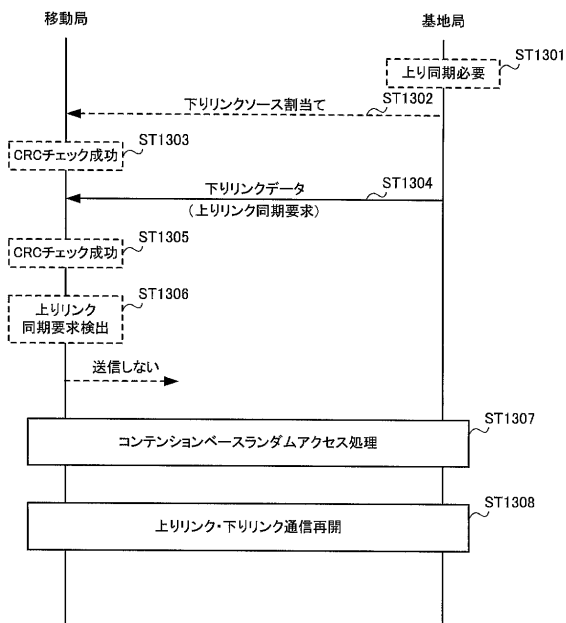 移動局
基地局
ST1301
上り同期必要
下りリンクソース割当て
ST1302
ST1303
CRCチェック成功
下りリンクデータ
ST1304
(上りリンク同期要求)
ST1305
CRCチェック成功
ST1306
上りリンク
同期要求検出
送信しない
ST1307
コンテンションベースランダムアクセス処理
ST1308
上りリンク・下りリンク通信再開